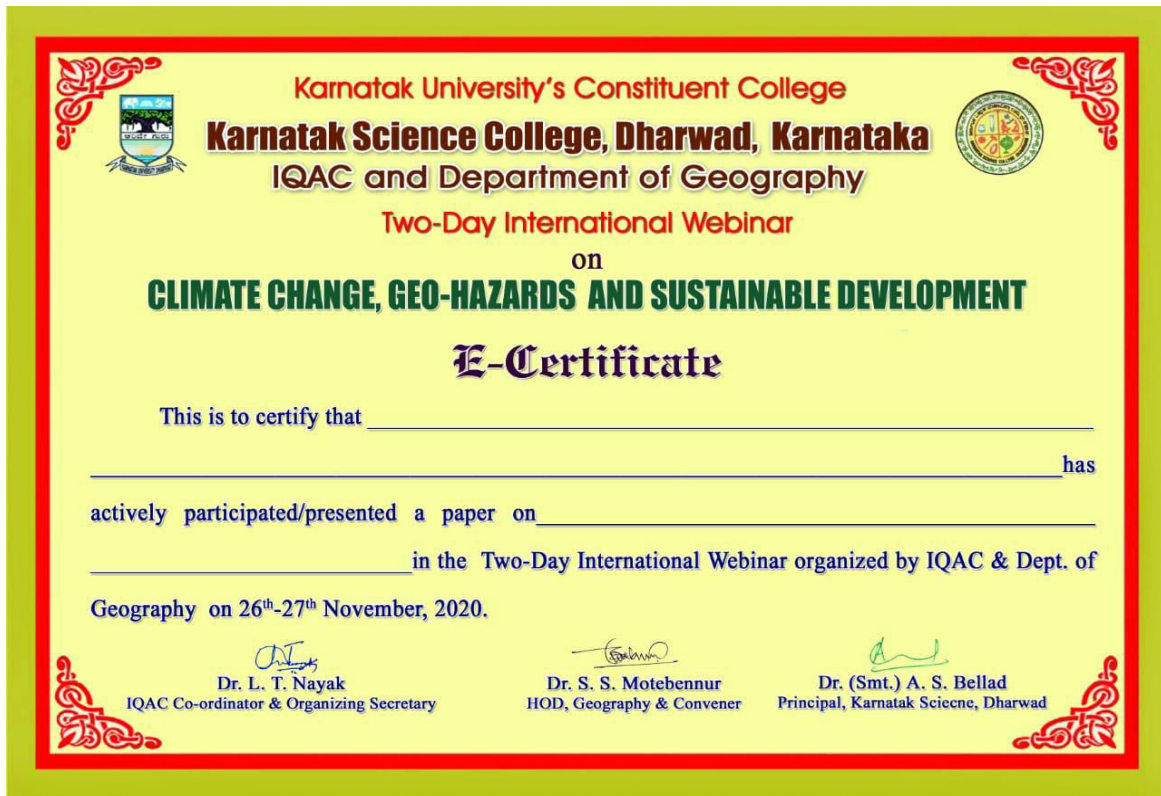 Karnatak University's Constituent College
Karnatak Science College, Dharwad, Karnataka
IQAC and Department of Geography
Two-Day International Webinar
on
CLIMATE CHANGE, GEO-HAZARDS AND SUSTAINABLE DEVELOPMENT
E-Certificate
This is to certify that
has
actively participated/presented a paper on
in the Two-Day International Webinar organized by IQAC & Dept. of
Geography on 26th-27th November, 2020.
Dr. L. T. Nayak
IQAC Co-ordinator & Organizing Secretary
Dr. S. S. Motebennur
HOD, Geography & Convener
Dr. (Smt.) A. S. Bellad
Principal, Karnatak Sciecne, Dharwad